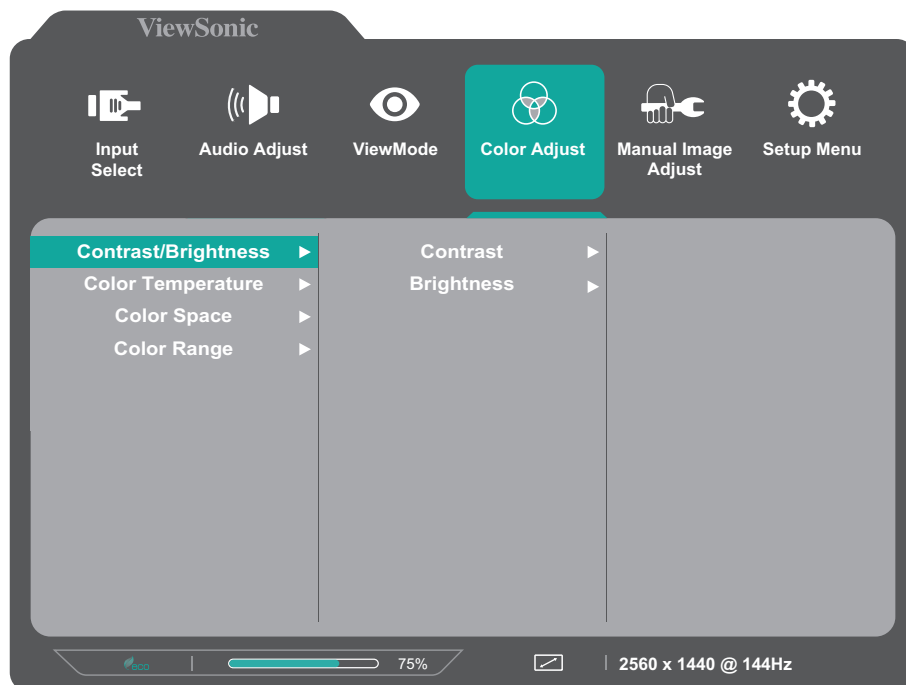 ViewSonic
Input
Select
Audio Adjust
ViewMode
Color Adjust
Manual Image
Adjust
Setup Menu
Contrast/Brightness
Color Temperature
Color Space
Color Range
Contrast
Brightness
eco
75%
2560 x 1440 @ 144Hz